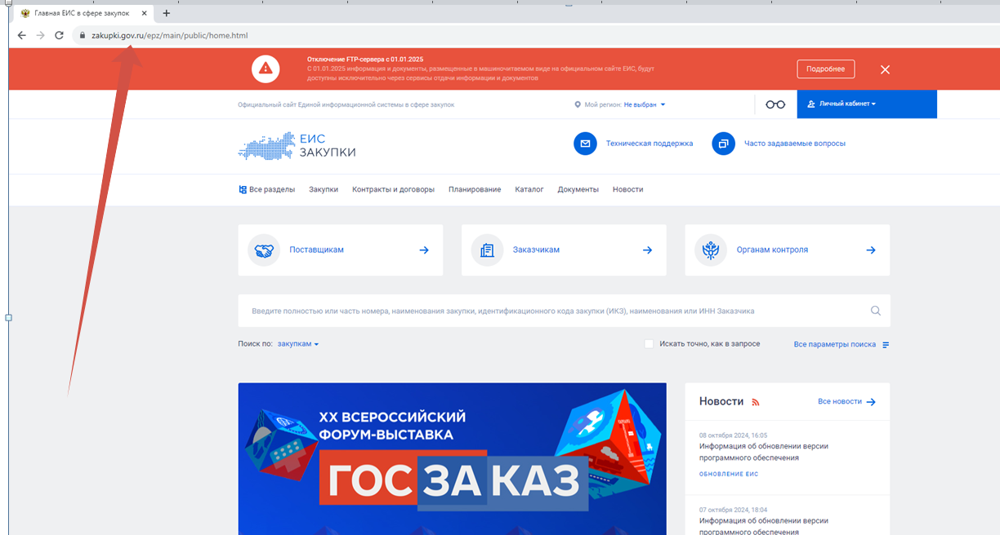 Главная ЕИС в сфере закупок
zakupki.gov.ru/epz/main/public/home.html
Отключение FTP-сервера с 01.01.2025
С 01.01.2025 информация и документы, размещенные в машиночитаемом виде на официальном сайте ЕИС, будут
доступны исключительно через сервисы отдачи информации и документов
Подробнее
Официальный сайт Единой информационной системы в сфере закупок
Мой регион: Не выбран
Личный кабинет
ЕИС
ЗАКУПКИ
Техническая поддержка
Часто задаваемые вопросы
Все разделы Закупки Контракты и договоры Планирование Каталог Документы Новости
Поставщикам
Заказчикам
Органам контроля
Введите полностью или часть номера, наименования закупки, идентификационного кода закупки (ИКЗ), наименования или ИНН Заказчика
Поиск по: закупкам
Искать точно, как в запросе
Все параметры поиска
XX ВСЕРОССИЙСКИЙ
ФОРУМ-ВЫСТАВКА
ГОСЗАКАЗ
Новости
Все новости
08 октября 2024, 16:05
Информация об обновлении версии
программного обеспечения
ОБНОВЛЕНИЕ ЕИС
07 октября 2024, 18:04
Информация об обновлении версии
программного обеспечения